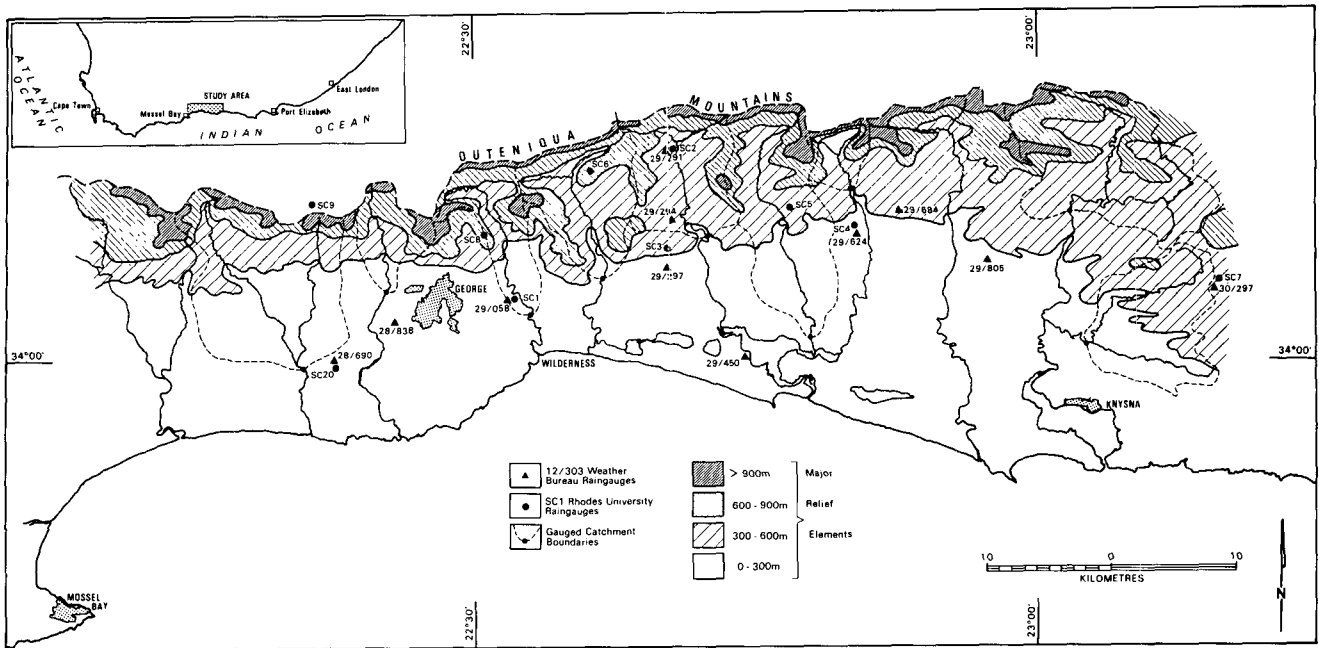 22°30'
23°00'
ATLANTIC
OCEAN
Cape Town
Mossel Bay
STUDY AREA
Port Elizabeth
East London
INDIAN OCEAN
OUTENIQUA MOUNTAINS
SC9
SC6
29/291
SC2
SC8
SC3
SC5
SC4
29/624
29/684
29/805
SC7
30/297
GEORGE
29/058
SC1
28/838
28/690
SC20
34°00'
34°00'
WILDERNESS
29/450
KNYSNA
12/303 Weather
Bureau Raingauges
SC1 Rhodes University
Raingauges
Gauged Catchment
Boundaries
> 900m
600 - 900m
300 - 600m
0 - 300m
Major
Relief
Elements
10 0 10
KILOMETRES
N
MOSSEL
BAY
22°30'
23°00'